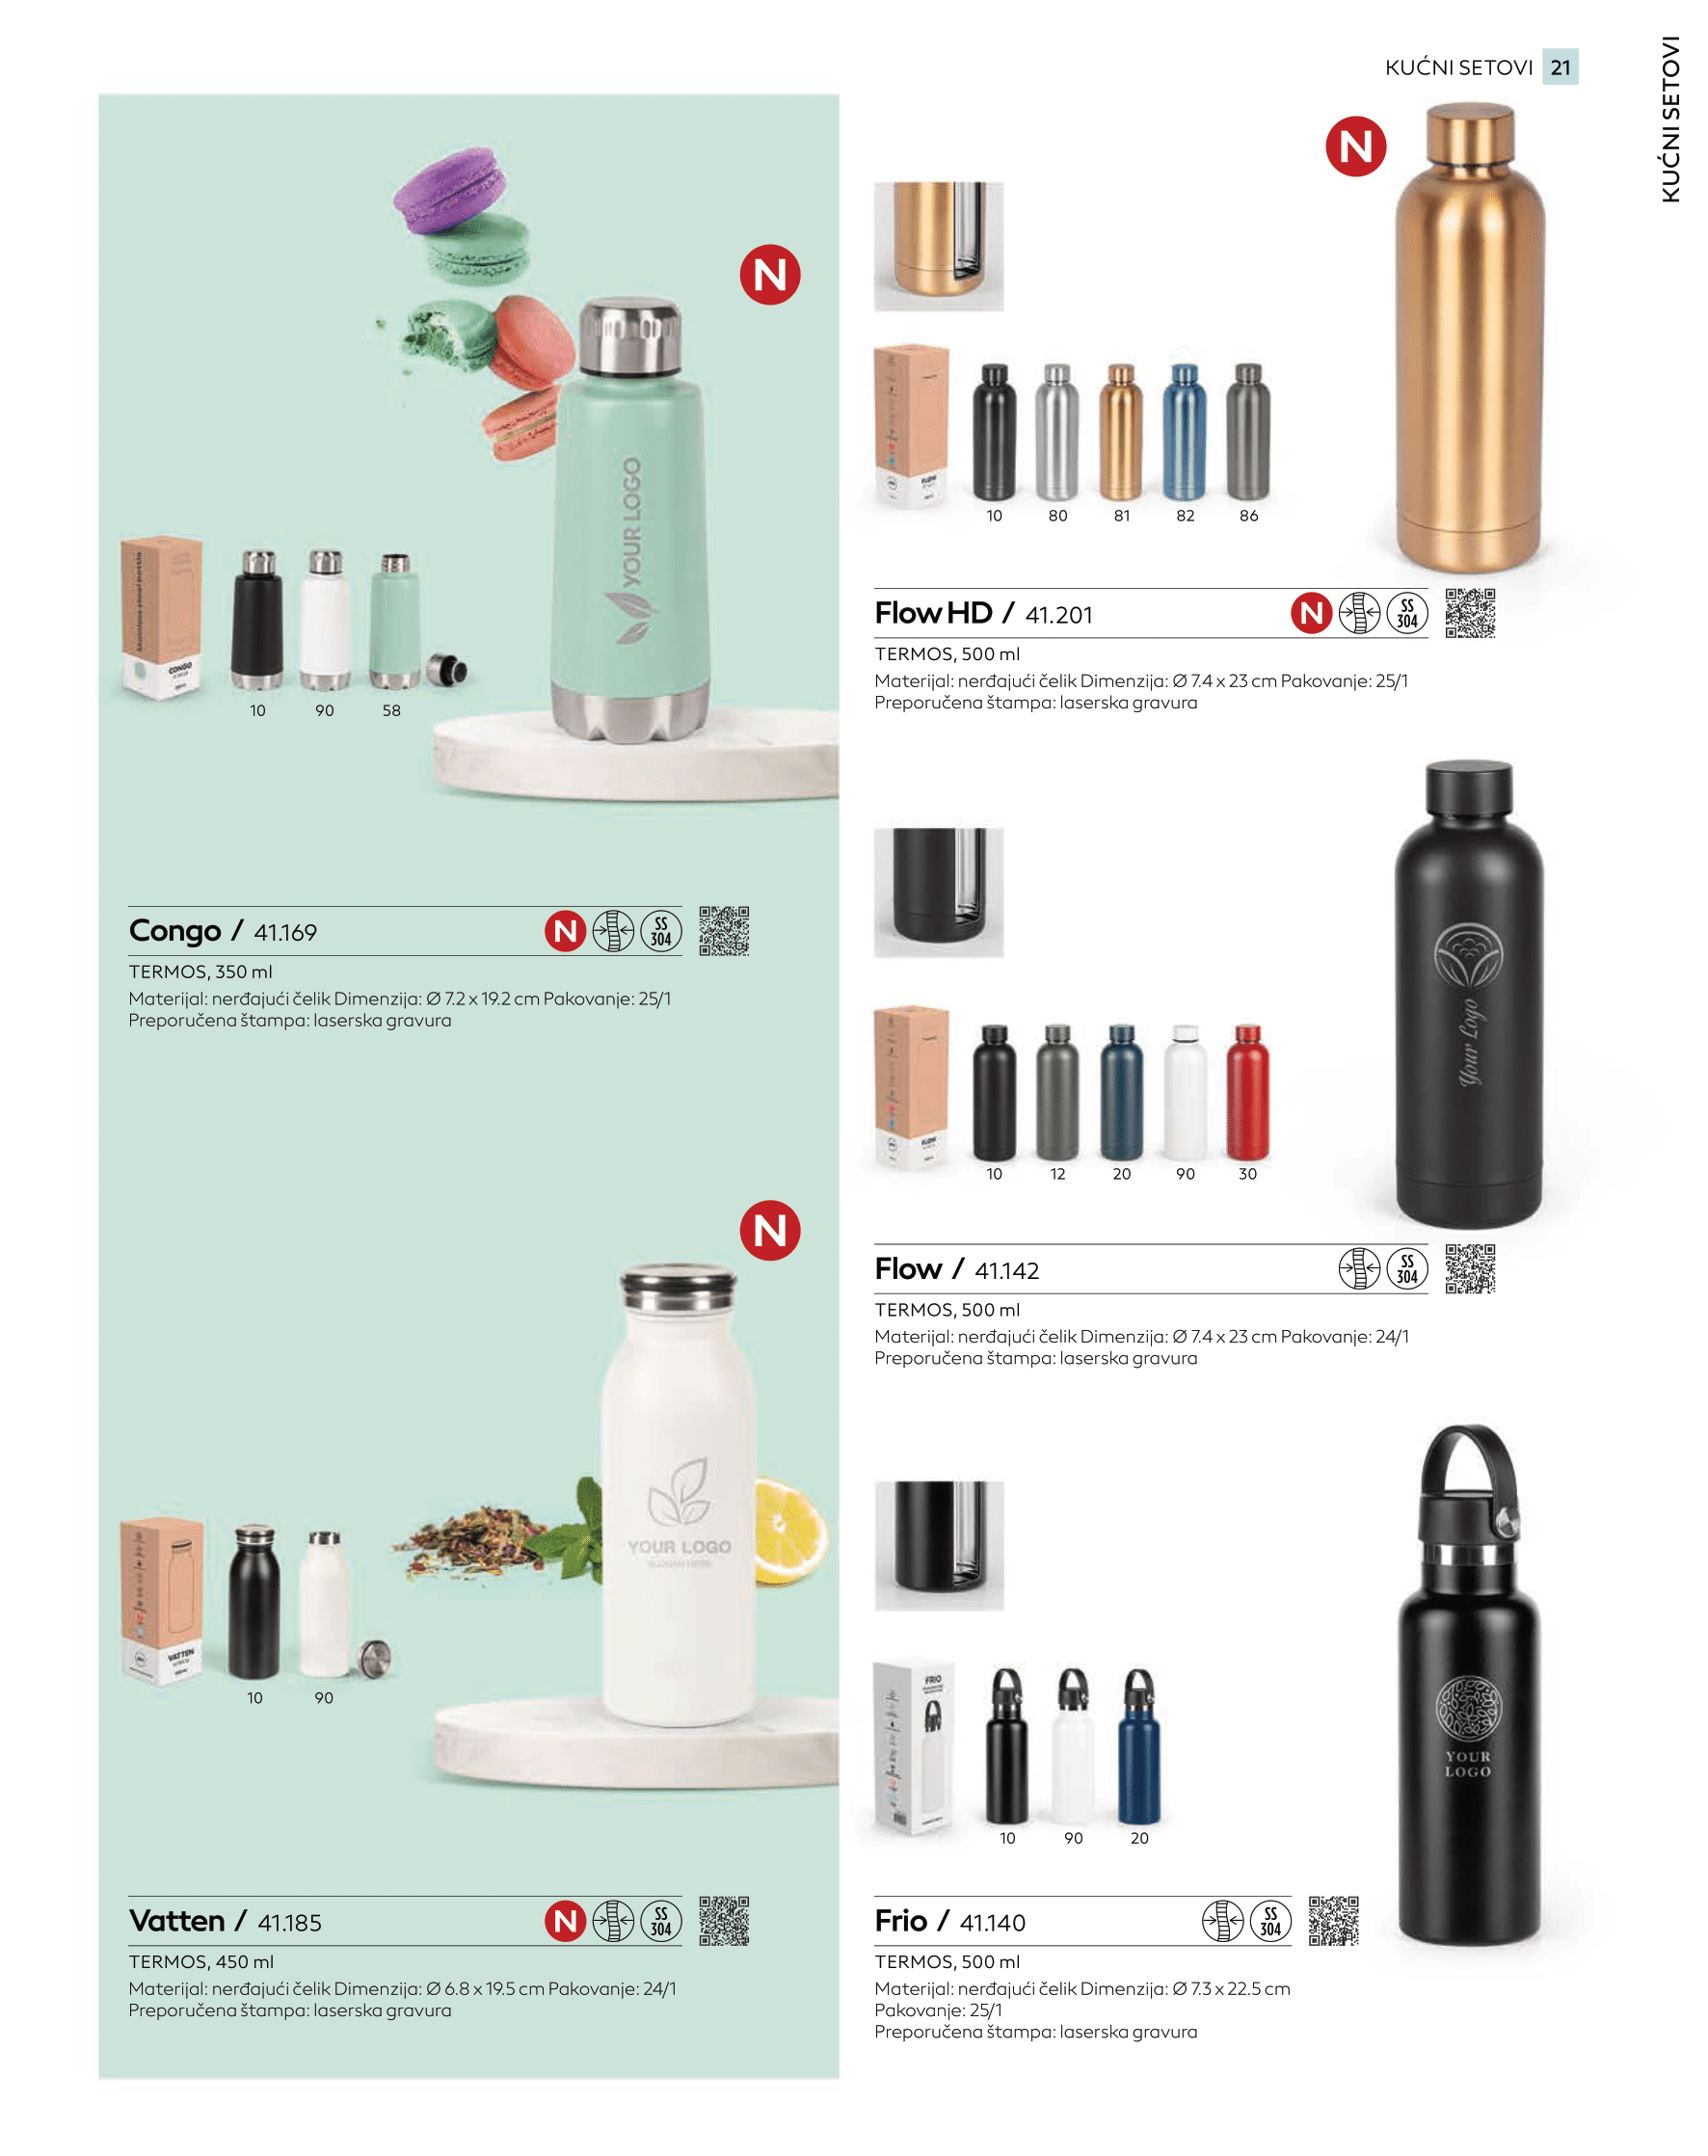 KUĆNI SETOVI 21
KUĆNI SETOVI
N
YOUR LOGO
CONGO
10 90 58
Congo / 41.169 N SS 304
TERMOS, 350 ml
Materijal: nerđajući čelik Dimenzija: Ø 7.2 x 19.2 cm Pakovanje: 25/1
Preporučena štampa: laserska gravura
N
YOUR LOGO
SLOGAN HERE
VATTEN
10 90
Vatten / 41.185 N SS 304
TERMOS, 450 ml
Materijal: nerđajući čelik Dimenzija: Ø 6.8 x 19.5 cm Pakovanje: 24/1
Preporučena štampa: laserska gravura
N
FLOW
10 80 81 82 86
Flow HD / 41.201 N SS 304
TERMOS, 500 ml
Materijal: nerđajući čelik Dimenzija: Ø 7.4 x 23 cm Pakovanje: 25/1
Preporučena štampa: laserska gravura
Your Logo
FLOW
10 12 20 90 30
Flow / 41.142 SS 304
TERMOS, 500 ml
Materijal: nerđajući čelik Dimenzija: Ø 7.4 x 23 cm Pakovanje: 24/1
Preporučena štampa: laserska gravura
FRIO
YOUR
LOGO
10 90 20
Frio / 41.140 SS 304
TERMOS, 500 ml
Materijal: nerđajući čelik Dimenzija: Ø 7.3 x 22.5 cm
Pakovanje: 25/1
Preporučena štampa: laserska gravura